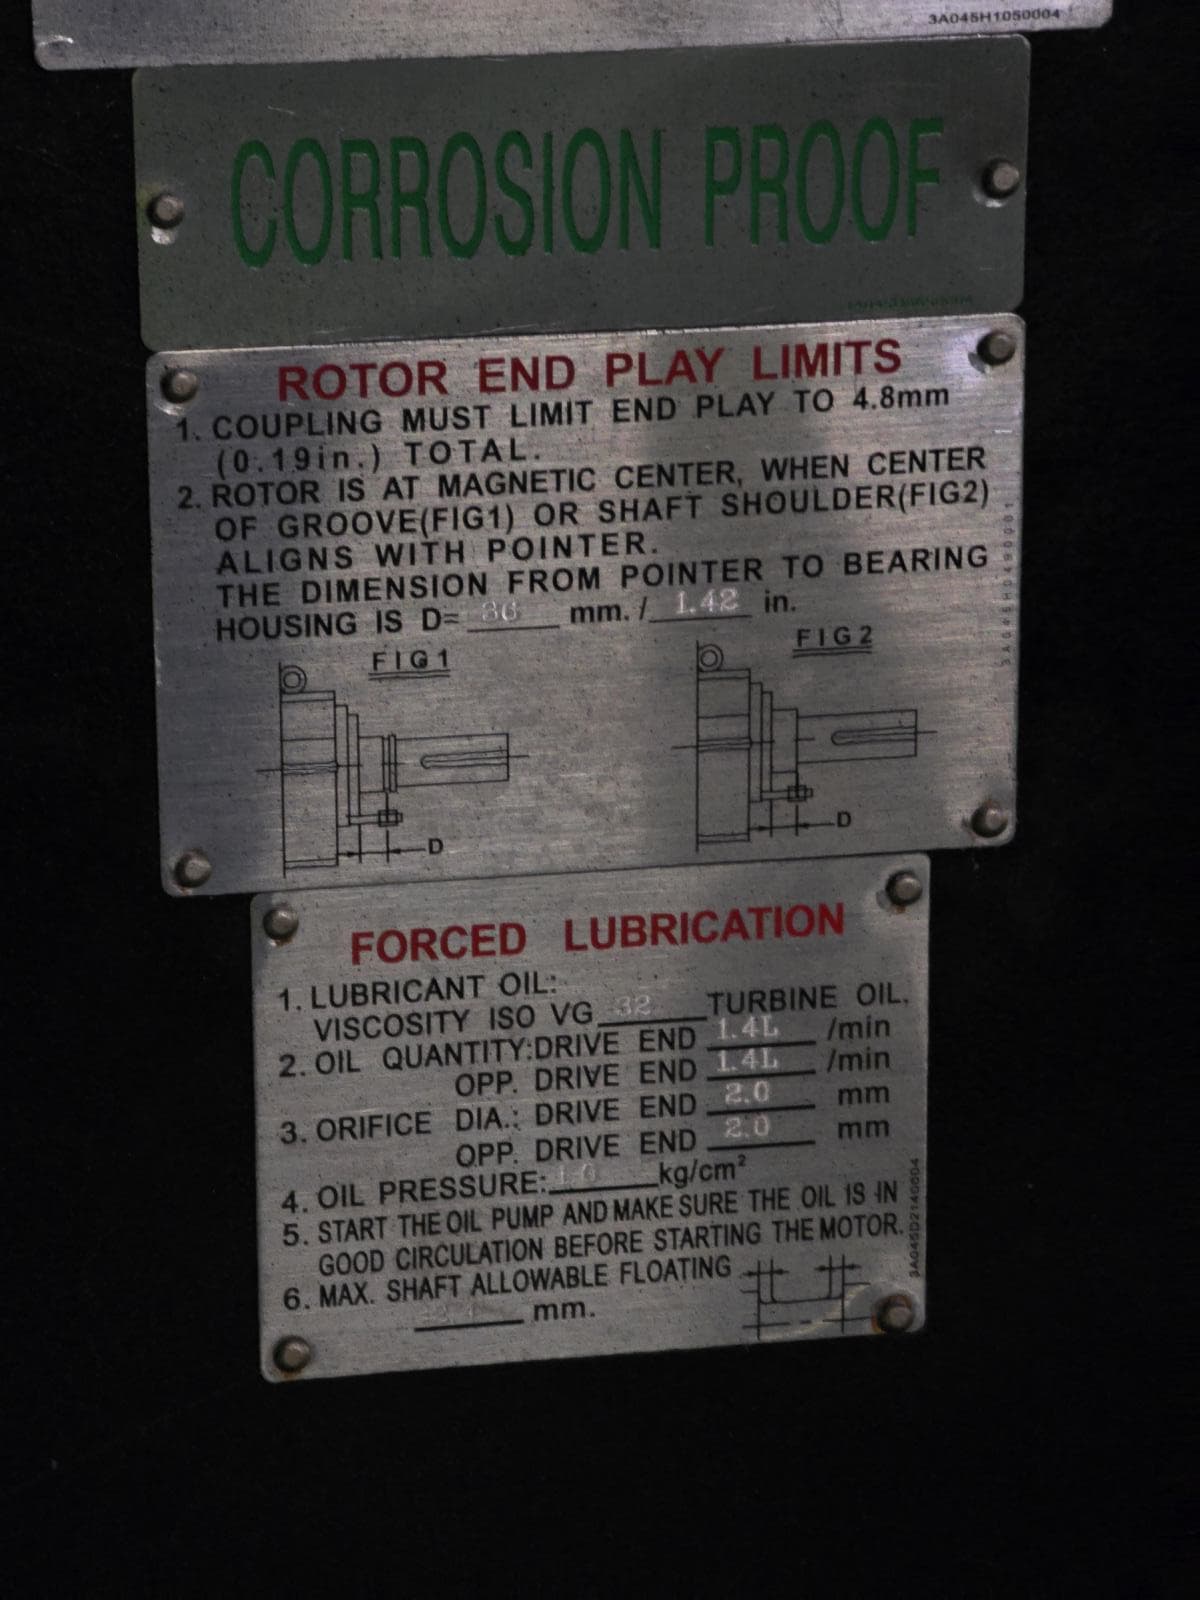 3A045H1050004
CORROSION PROOF
ROTOR END PLAY LIMITS
1. COUPLING MUST LIMIT END PLAY TO 4.8mm
(0.19in.) TOTAL.
2. ROTOR IS AT MAGNETIC CENTER, WHEN CENTER
OF GROOVE(FIG1) OR SHAFT SHOULDER(FIG2)
ALIGNS WITH POINTER.
THE DIMENSION FROM POINTER TO BEARING
HOUSING IS D= 36 mm. / 1.42 in.
FIG1
FIG2
D
D
FORCED LUBRICATION
1. LUBRICANT OIL:
VISCOSITY ISO VG 32 TURBINE OIL.
2. OIL QUANTITY:DRIVE END 1.4L /min
OPP. DRIVE END 1.4L /min
3. ORIFICE DIA.: DRIVE END 2.0 mm
OPP. DRIVE END 2.0 mm
4. OIL PRESSURE: kg/cm²
5. START THE OIL PUMP AND MAKE SURE THE OIL IS IN
GOOD CIRCULATION BEFORE STARTING THE MOTOR.
6. MAX. SHAFT ALLOWABLE FLOATING
mm.